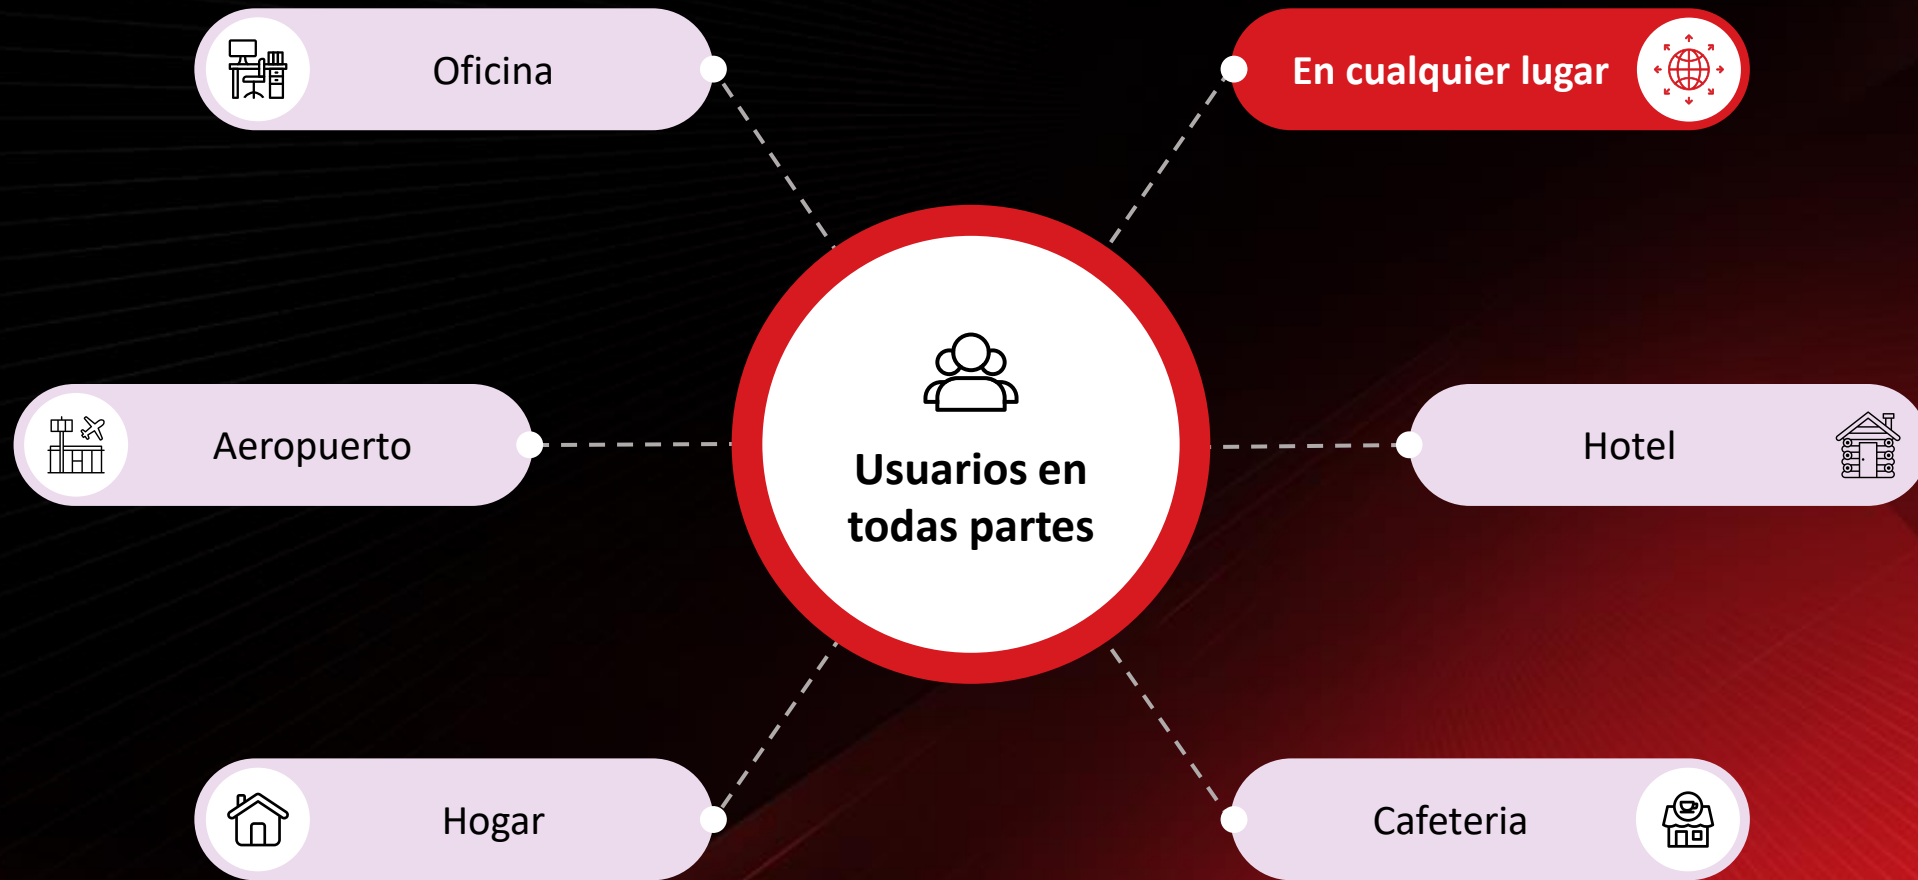 Oficina
En cualquier lugar
Aeropuerto
Usuarios en
todas partes
Hotel
Hogar
Cafeteria